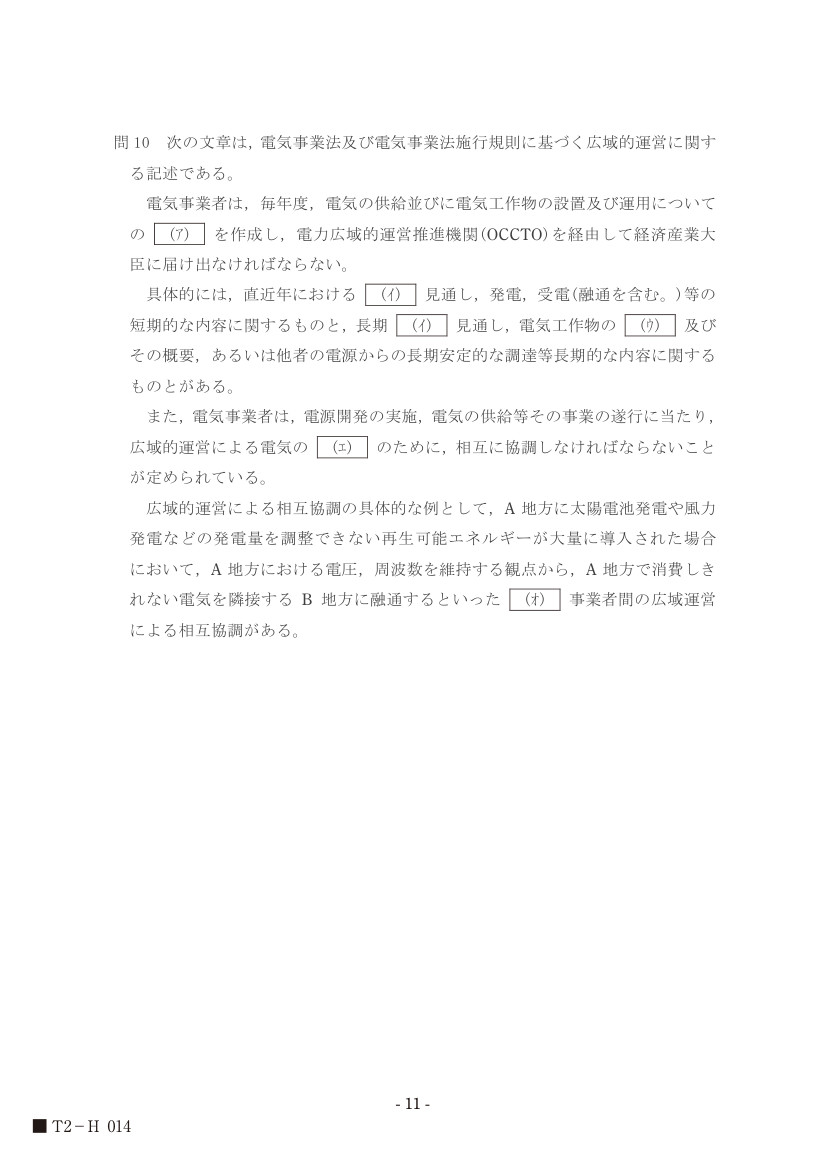 問10　次の文章は，電気事業法及び電気事業法施行規則に基づく広域的運営に関す
る記述である。
電気事業者は，毎年度，電気の供給並びに電気工作物の設置及び運用について
の (ｱ) を作成し，電力広域的運営推進機関(OCCTO)を経由して経済産業大
臣に届け出なければならない。
具体的には，直近年における (ｲ) 見通し，発電，受電(融通を含む。)等の
短期的な内容に関するものと，長期 (ｲ) 見通し，電気工作物の (ｳ) 及び
その概要，あるいは他者の電源からの長期安定的な調達等長期的な内容に関する
ものとがある。
また，電気事業者は，電源開発の実施，電気の供給等その事業の遂行に当たり，
広域的運営による電気の (ｴ) のために，相互に協調しなければならないこと
が定められている。
広域的運営による相互協調の具体的な例として，A 地方に太陽電池発電や風力
発電などの発電量を調整できない再生可能エネルギーが大量に導入された場合
において，A 地方における電圧，周波数を維持する観点から，A 地方で消費しき
れない電気を隣接する B 地方に融通するといった (ｵ) 事業者間の広域運営
による相互協調がある。
- 11 -
■ T2－H 014